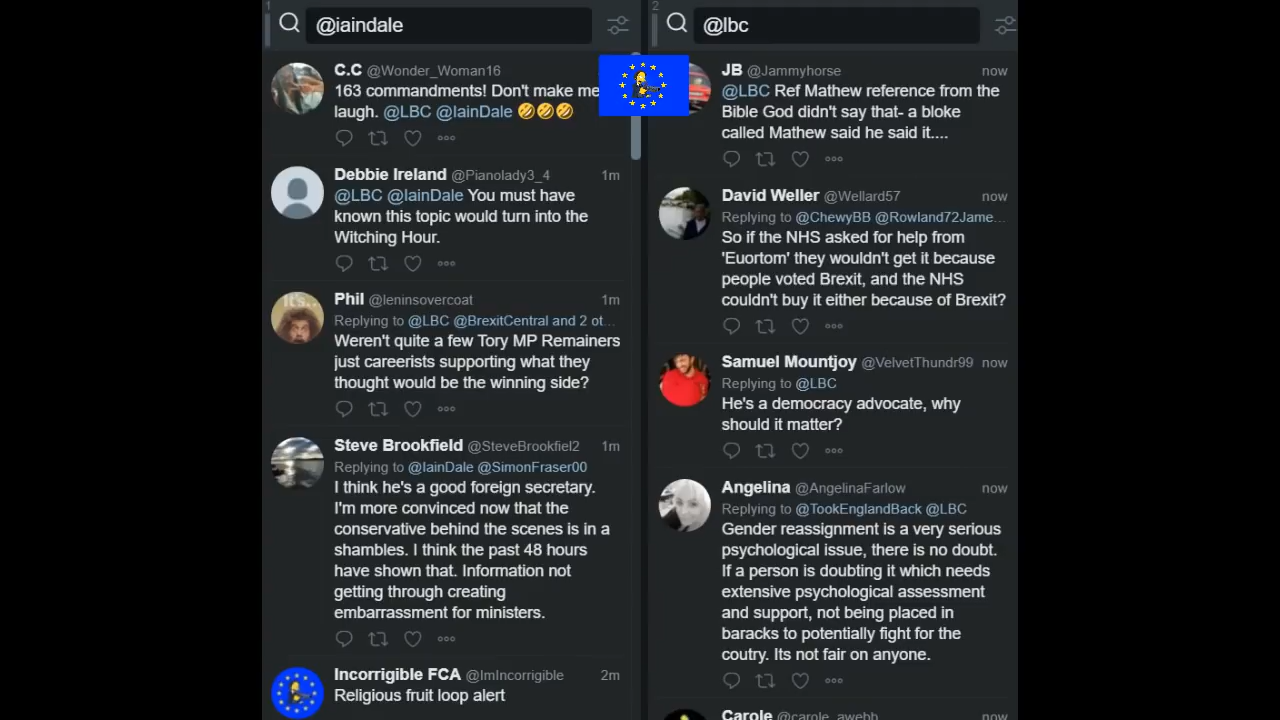 1
@iaindale
C.C @Wonder_Woman16
163 commandments! Don't make me
laugh. @LBC @IainDale 🤣🤣🤣
Debbie Ireland @Pianolady3_4 1m
@LBC @IainDale You must have
known this topic would turn into the
Witching Hour.
It's..
Phil @leninsovercoat 1m
Replying to @LBC @BrexitCentral and 2 ot...
Weren't quite a few Tory MP Remainers
just careerists supporting what they
thought would be the winning side?
Steve Brookfield @SteveBrookfiel2 1m
Replying to @IainDale @SimonFraser00
I think he's a good foreign secretary.
I'm more convinced now that the
conservative behind the scenes is in a
shambles. I think the past 48 hours
have shown that. Information not
getting through creating
embarrassment for ministers.
Incorrigible FCA @ImIncorrigible 2m
Religious fruit loop alert
2
@lbc
JB @Jammyhorse now
@LBC Ref Mathew reference from the
Bible God didn't say that- a bloke
called Mathew said he said it....
David Weller @Wellard57 now
Replying to @ChewyBB @Rowland72Jame...
So if the NHS asked for help from
'Euortom' they wouldn't get it because
people voted Brexit, and the NHS
couldn't buy it either because of Brexit?
Samuel Mountjoy @VelvetThundr99 now
Replying to @LBC
He's a democracy advocate, why
should it matter?
Angelina @AngelinaFarlow now
Replying to @TookEnglandBack @LBC
Gender reassignment is a very serious
psychological issue, there is no doubt.
If a person is doubting it which needs
extensive psychological assessment
and support, not being placed in
baracks to potentially fight for the
coutry. Its not fair on anyone.
Carole @carole_awebb now